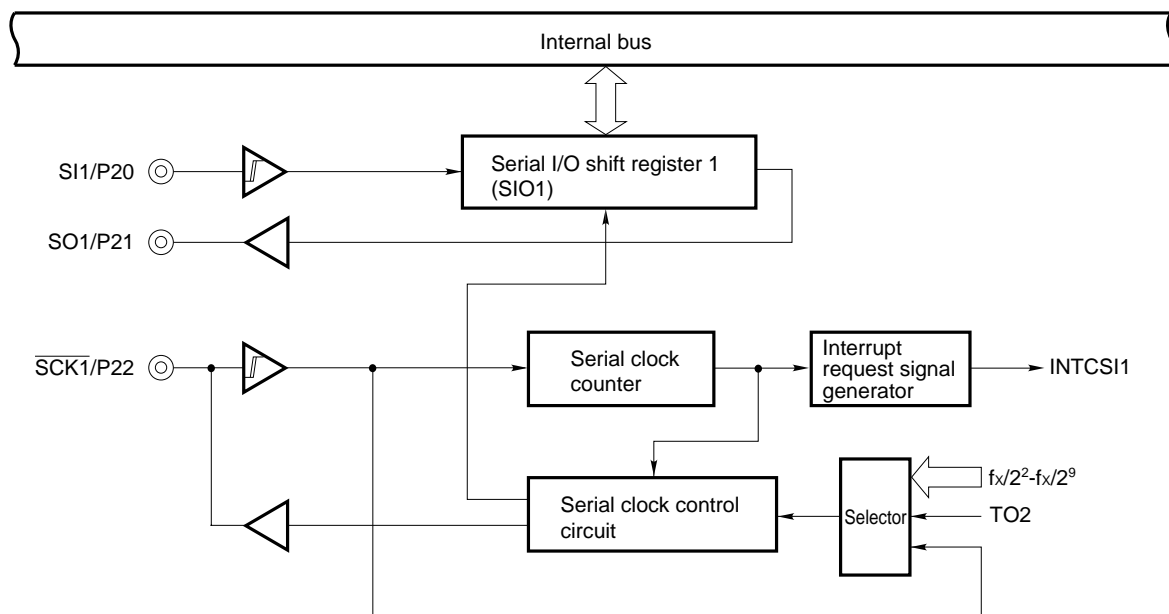 Internal bus
SI1/P20
Serial I/O shift register 1
(SIO1)
SO1/P21
SCK1/P22
Serial clock
counter
Interrupt
request signal
generator
INTCSI1
Serial clock control
circuit
Selector
fx/2²-fx/2⁹
TO2